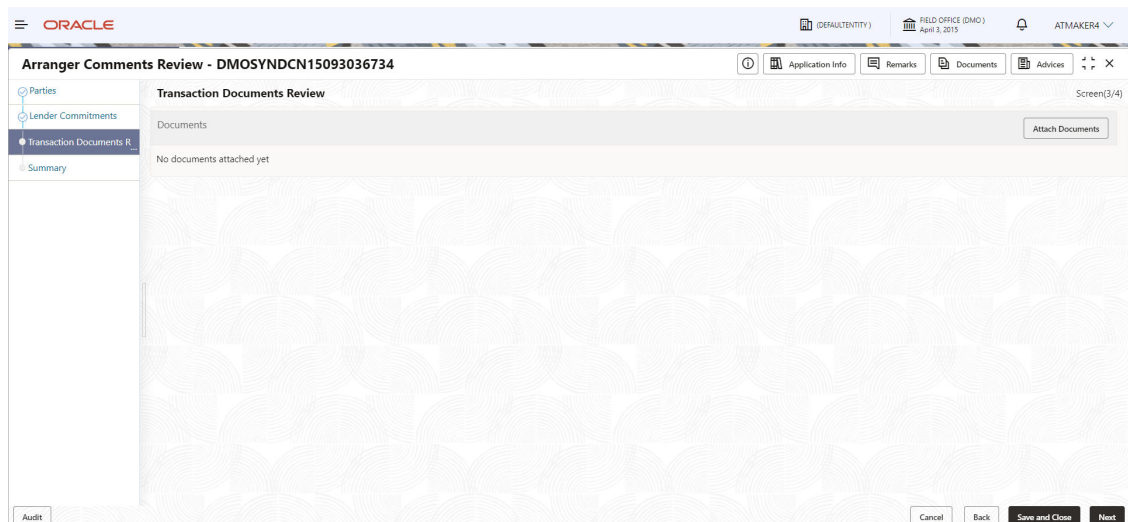 ORACLE
(DEFAULTENTITY )
FIELD OFFICE (DMO )
April 3, 2015
ATMAKER4
Arranger Comments Review - DMOSYNDCN15093036734
Application Info
Remarks
Documents
Advices
Parties
Lender Commitments
Transaction Documents R...
Summary
Transaction Documents Review
Screen(3/4)
Documents
Attach Documents
No documents attached yet
Audit
Cancel
Back
Save and Close
Next